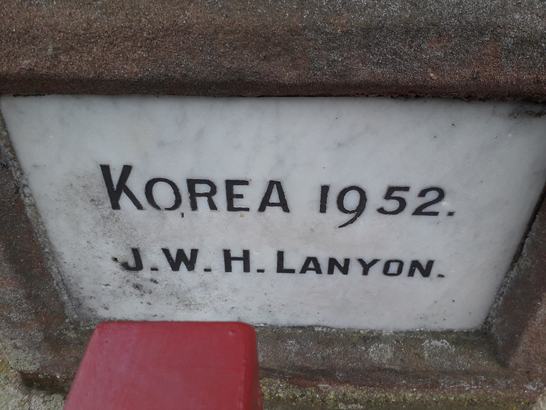 KOREA 1952.
J.W.H. LANYON.